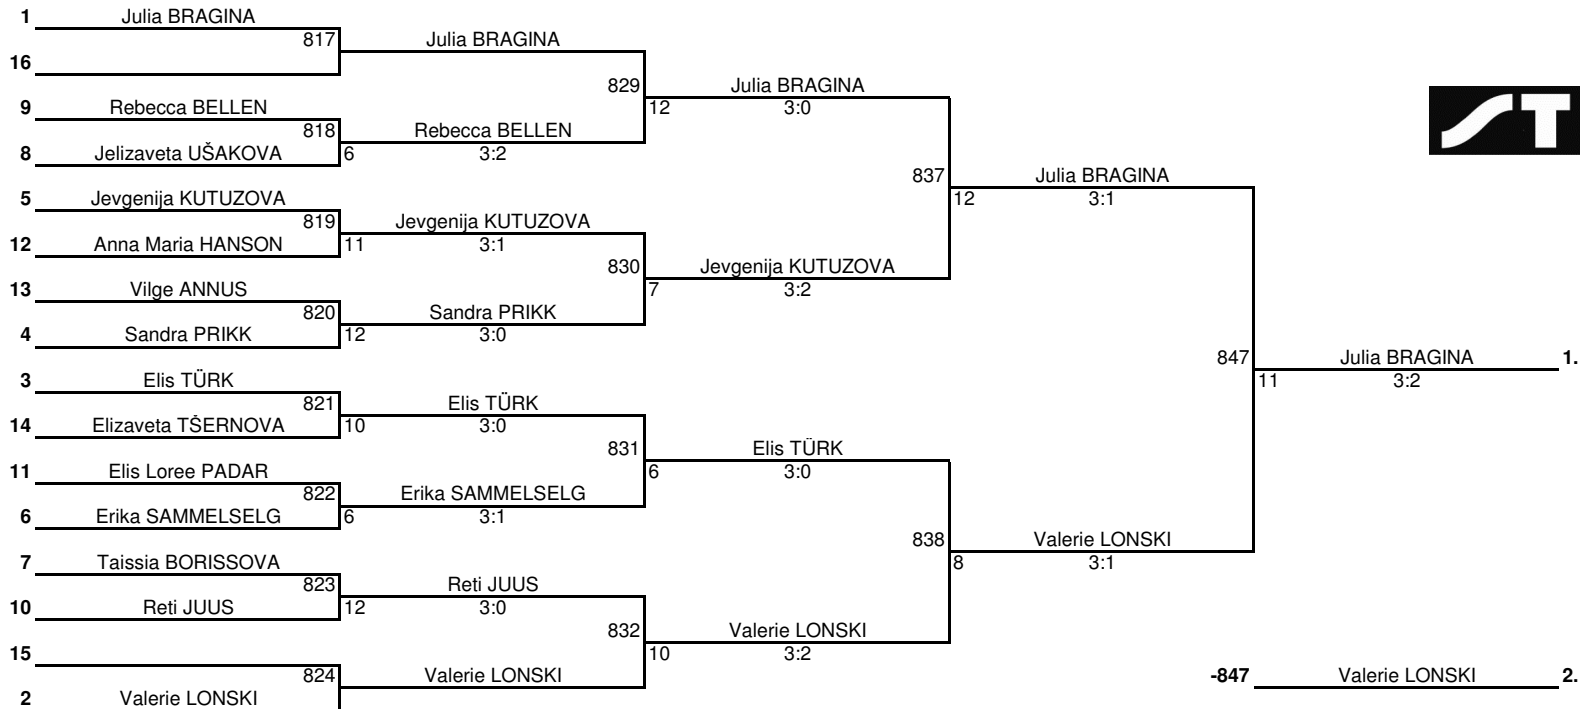 1 Julia BRAGINA
817 Julia BRAGINA
16
829 Julia BRAGINA
9 Rebecca BELLEN 12 3:0
818 Rebecca BELLEN
8 Jelizaveta UŠAKOVA 6 3:2
ST
837 Julia BRAGINA
5 Jevgenija KUTUZOVA 12 3:1
819 Jevgenija KUTUZOVA
12 Anna Maria HANSON 11 3:1
830 Jevgenija KUTUZOVA
13 Vilge ANNUS 7 3:2
820 Sandra PRIKK
4 Sandra PRIKK 12 3:0
847 Julia BRAGINA 1.
3 Elis TÜRK 11 3:2
821 Elis TÜRK
14 Elizaveta TŠERNOVA 10 3:0
831 Elis TÜRK
11 Elis Loree PADAR 6 3:0
822 Erika SAMMELSELG
6 Erika SAMMELSELG 6 3:1
838 Valerie LONSKI
7 Taissia BORISSOVA 8 3:1
823 Reti JUUS
10 Reti JUUS 12 3:0
832 Valerie LONSKI
15 10 3:2
824 Valerie LONSKI -847 Valerie LONSKI 2.
2 Valerie LONSKI